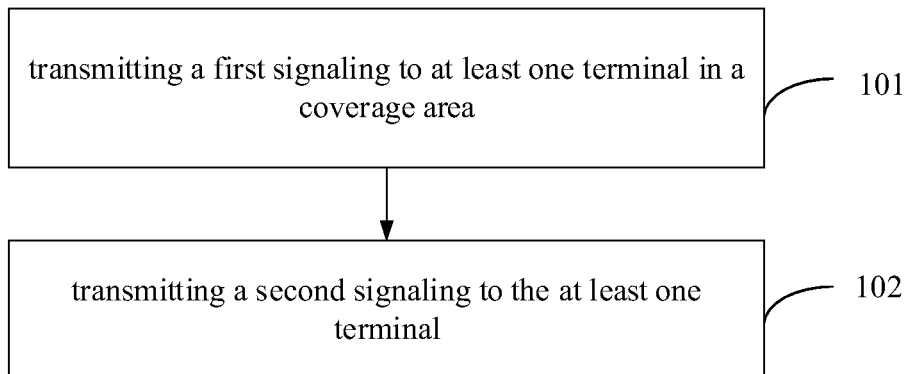 transmitting a first signaling to at least one terminal in a
coverage area
101
transmitting a second signaling to the at least one
terminal
102